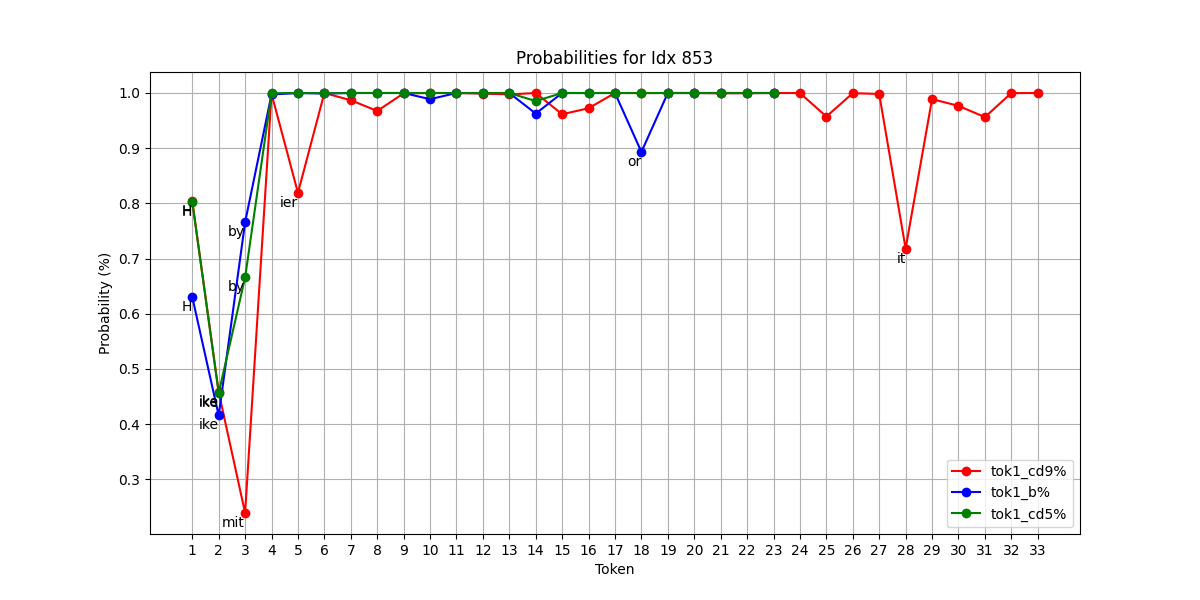 Probabilities for Idx 853
Probability (%)
1.0
0.9
0.8
0.7
0.6
0.5
0.4
0.3
H
H
H
ike
ike
ike
by
by
mit
ier
or
it
tok1_cd9%
tok1_b%
tok1_cd5%
1 2 3 4 5 6 7 8 9 10 11 12 13 14 15 16 17 18 19 20 21 22 23 24 25 26 27 28 29 30 31 32 33
Token